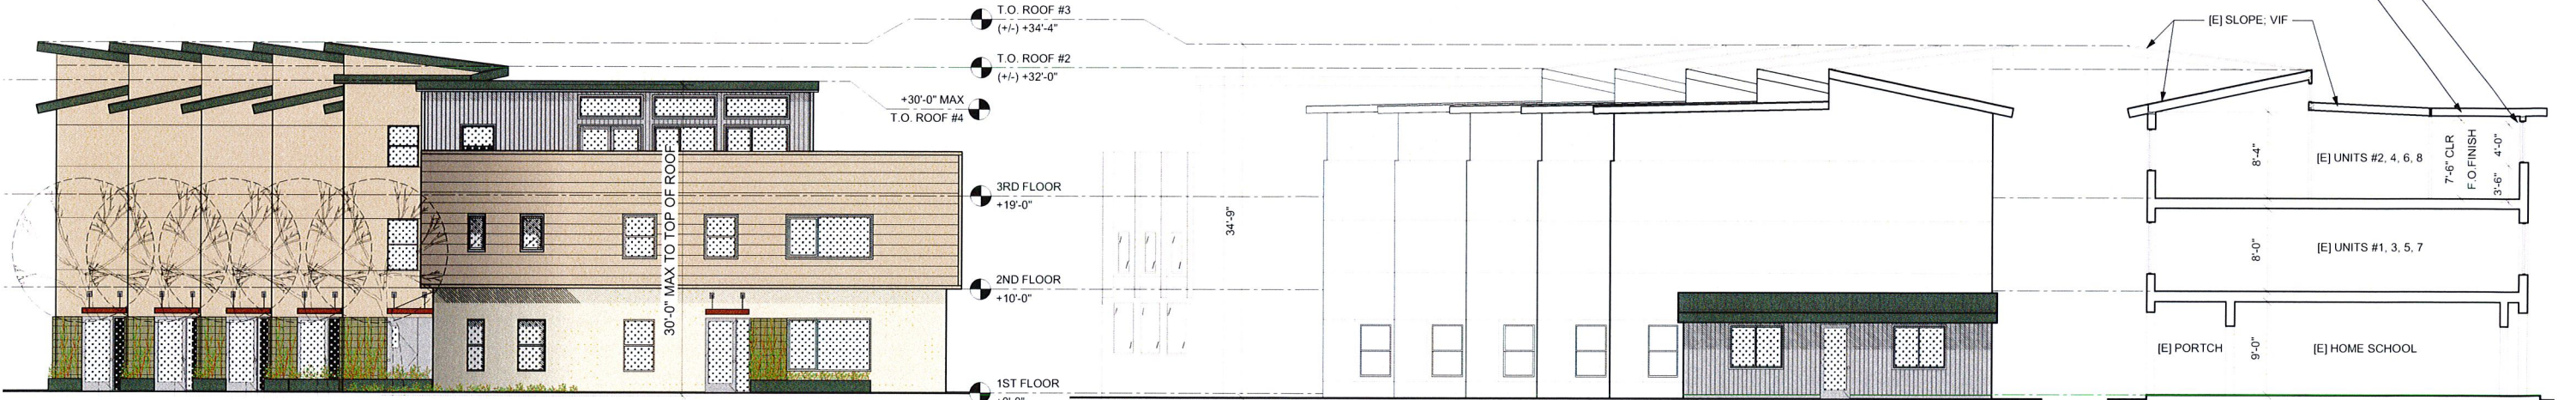 T.O. ROOF #3
(+/-) +34'-4"
T.O. ROOF #2
(+/-) +32'-0"
+30'-0" MAX
T.O. ROOF #4
3RD FLOOR
+19'-0"
2ND FLOOR
+10'-0"
1ST FLOOR
30'-0" MAX TO TOP OF ROOF
34'-9"
[E] SLOPE; VIF
8'-4"
[E] UNITS #2, 4, 6, 8
7'-6" CLR
F.O.FINISH
4'-0"
3'-6"
8'-0"
[E] UNITS #1, 3, 5, 7
[E] PORTCH
9'-0"
[E] HOME SCHOOL